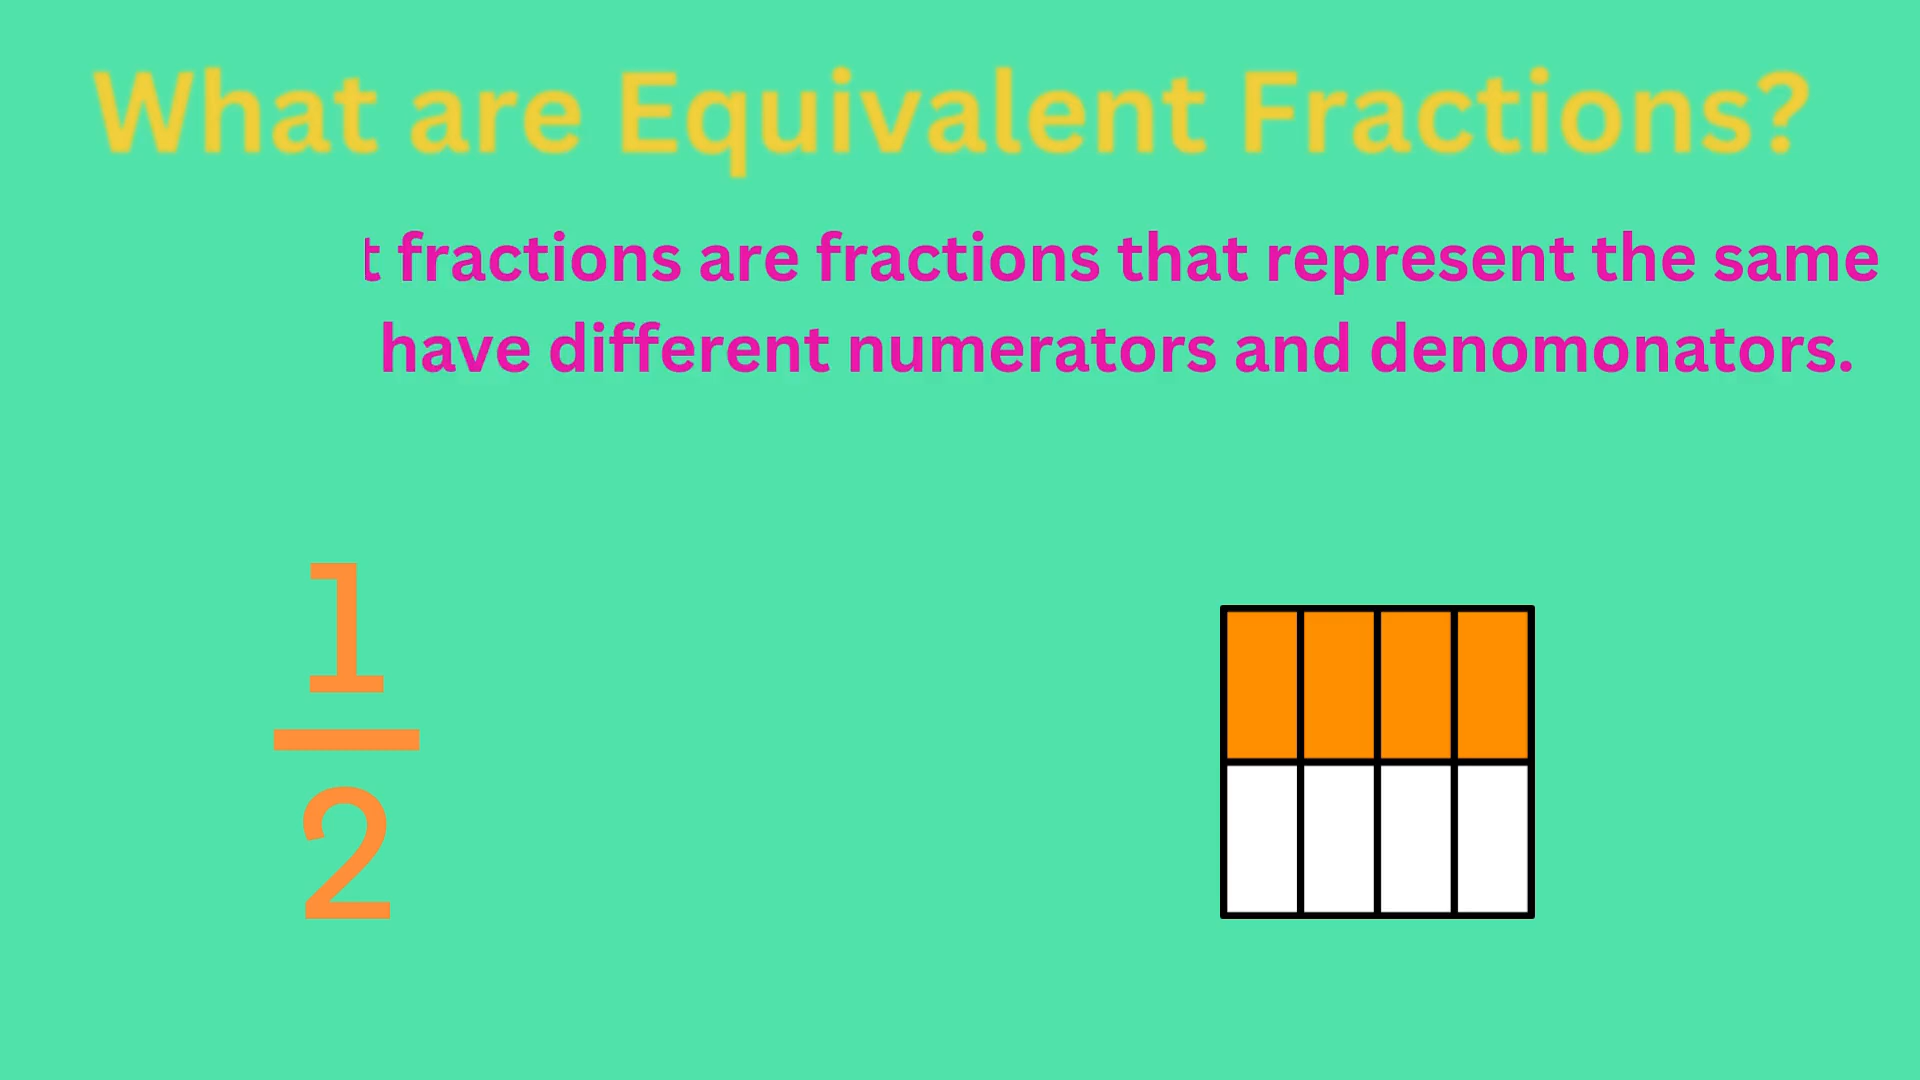 What are Equivalent Fractions?
t fractions are fractions that represent the same
have different numerators and denomonators.
1
2